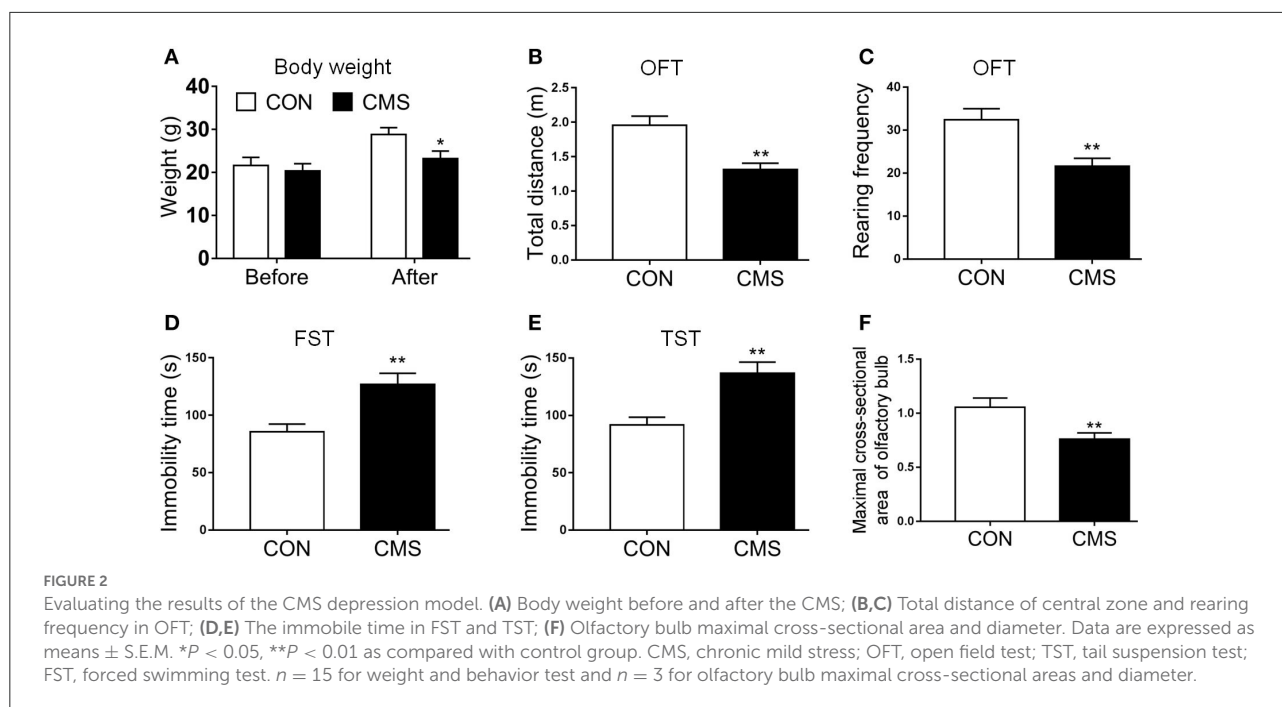 A
Body weight
CON CMS
Weight (g)
40
30
20
10
0
*
Before After
B
OFT
Total distance (m)
2.5
2.0
1.5
1.0
0.5
0.0
**
CON CMS
C
OFT
Rearing frequency
40
30
20
10
0
**
CON CMS
D
FST
Immobility time (s)
150
100
50
0
**
CON CMS
E
TST
Immobility time (s)
150
100
50
0
**
CON CMS
F
Maximal cross-sectional
area of olfactory bulb
1.5
1.0
0.5
0.0
**
CON CMS
FIGURE 2
Evaluating the results of the CMS depression model. (A) Body weight before and after the CMS; (B,C) Total distance of central zone and rearing
frequency in OFT; (D,E) The immobile time in FST and TST; (F) Olfactory bulb maximal cross-sectional area and diameter. Data are expressed as
means ± S.E.M. *P < 0.05, **P < 0.01 as compared with control group. CMS, chronic mild stress; OFT, open field test; TST, tail suspension test;
FST, forced swimming test. n = 15 for weight and behavior test and n = 3 for olfactory bulb maximal cross-sectional areas and diameter.